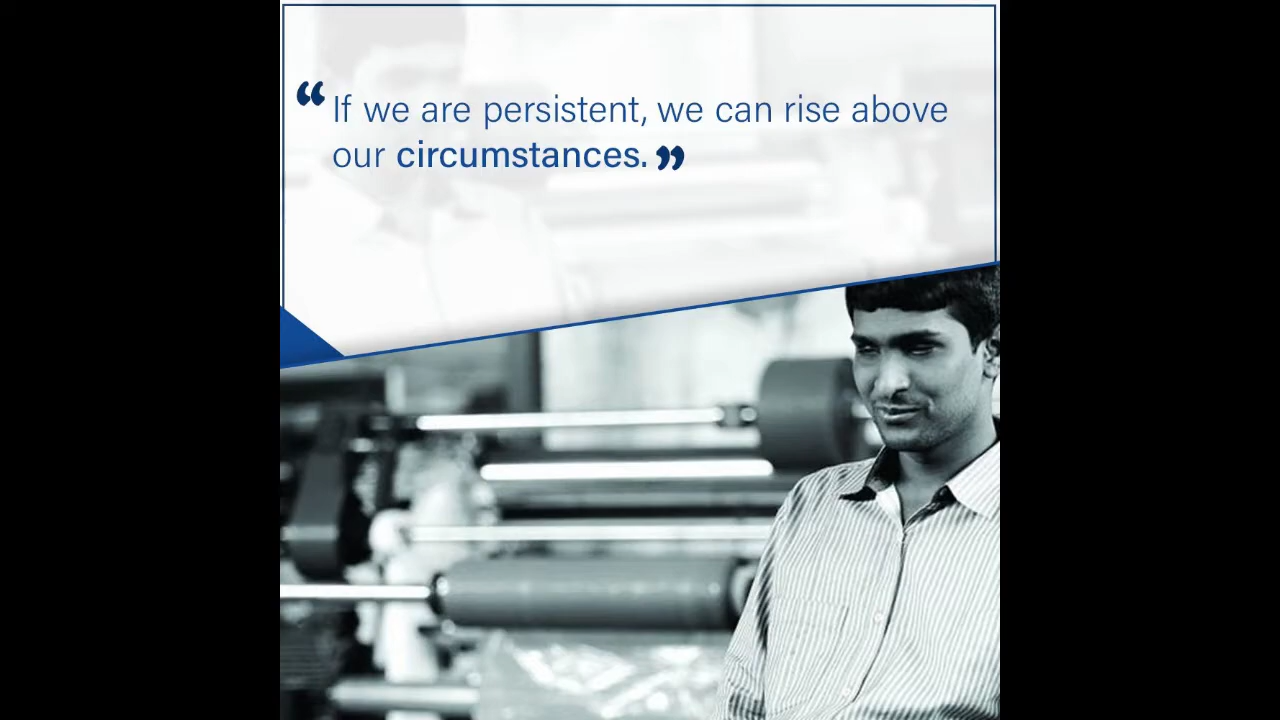 “If we are persistent, we can rise above
our circumstances.”